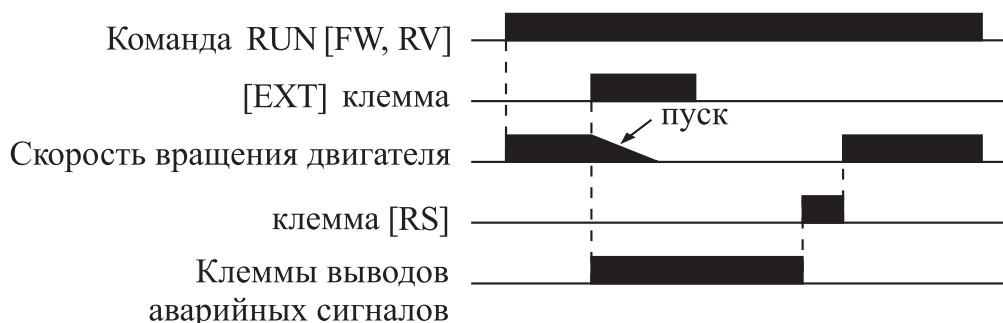 Команда RUN [FW, RV]
[EXT] клемма
пуск
Скорость вращения двигателя
клемма [RS]
Клеммы выводов
аварийных сигналов